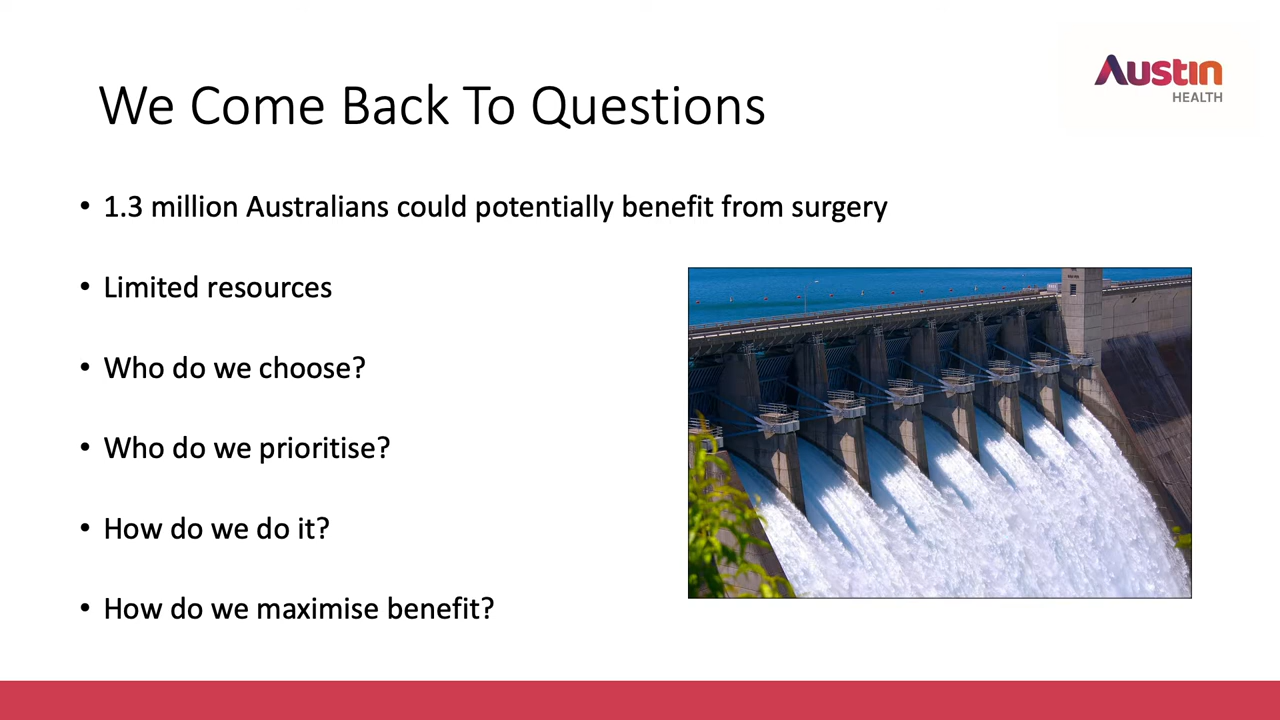 Austin
HEALTH
We Come Back To Questions
• 1.3 million Australians could potentially benefit from surgery
• Limited resources
• Who do we choose?
• Who do we prioritise?
• How do we do it?
• How do we maximise benefit?